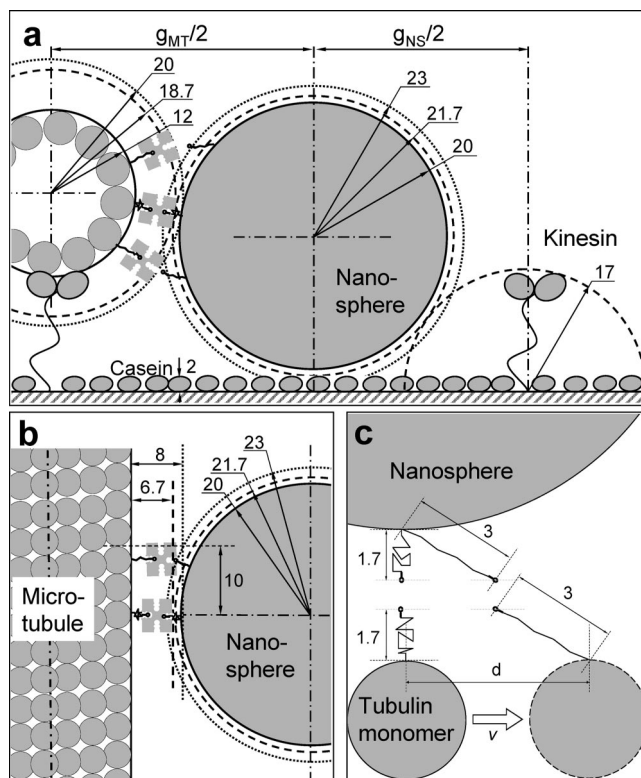 a
g_MT/2
g_NS/2
20
18.7
12
23
21.7
20
Kinesin
Nano-
sphere
17
Casein
2
b
8
6.7
23
21.7
20
10
Micro-
tubule
Nano-
sphere
c
Nanosphere
3
1.7
3
1.7
d
Tubulin
monomer
v